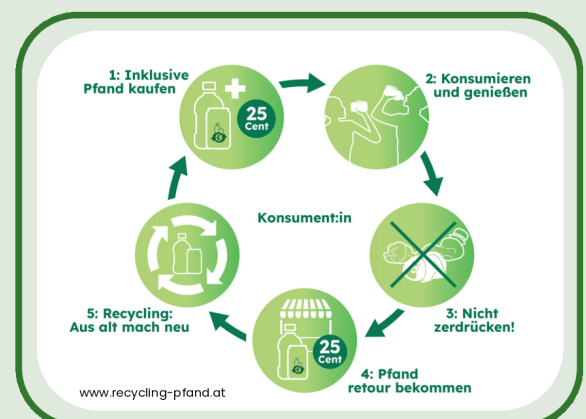 1: Inklusive
Pfand kaufen
25
Cent
2: Konsumieren
und genießen
Konsument:in
3: Nicht
zerdrücken!
25
Cent
4: Pfand
retour bekommen
5: Recycling:
Aus alt mach neu
www.recycling-pfand.at